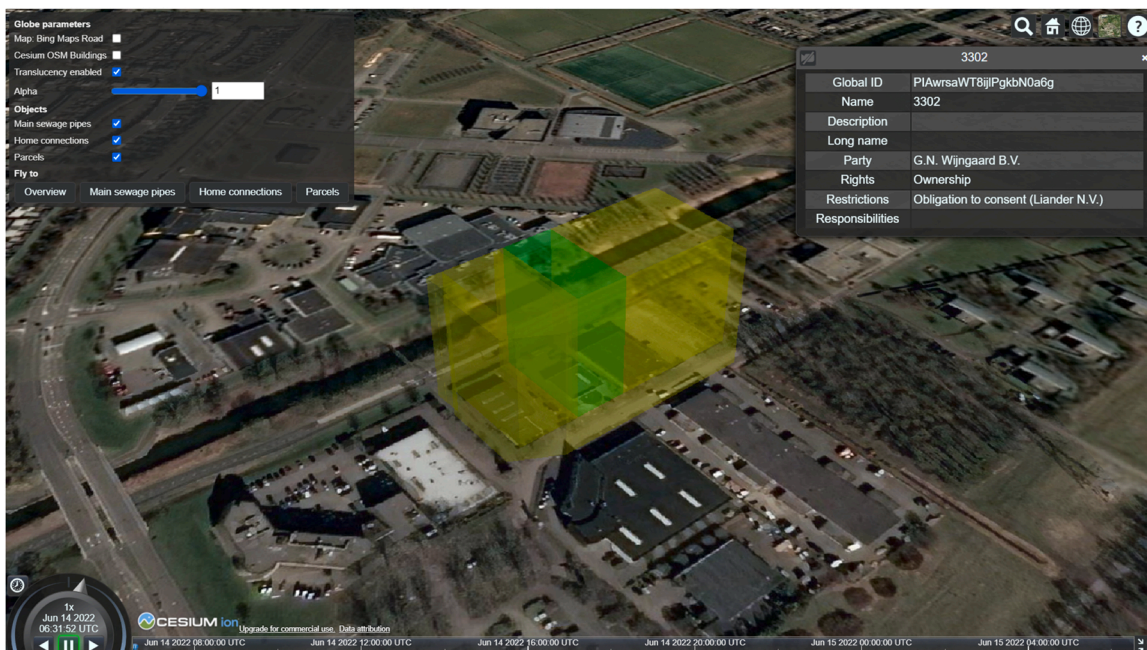 Globe parameters
Map: Bing Maps Road
Cesium OSM Buildings
Translucency enabled
Alpha 1
Objects
Main sewage pipes
Home connections
Parcels
Fly to
Overview Main sewage pipes Home connections Parcels
?
3302
Global ID PIAwrsaWT8ijlPgkbN0a6g
Name 3302
Description
Long name
Party G.N. Wijngaard B.V.
Rights Ownership
Restrictions Obligation to consent (Liander N.V.)
Responsibilities
1x
Jun 14 2022
06:31:52 UTC
CESIUM ion Upgrade for commercial use. Data attribution
Jun 14 2022 08:00:00 UTC Jun 14 2022 12:00:00 UTC Jun 14 2022 16:00:00 UTC Jun 14 2022 20:00:00 UTC Jun 15 2022 00:00:00 UTC Jun 15 2022 04:00:00 UTC